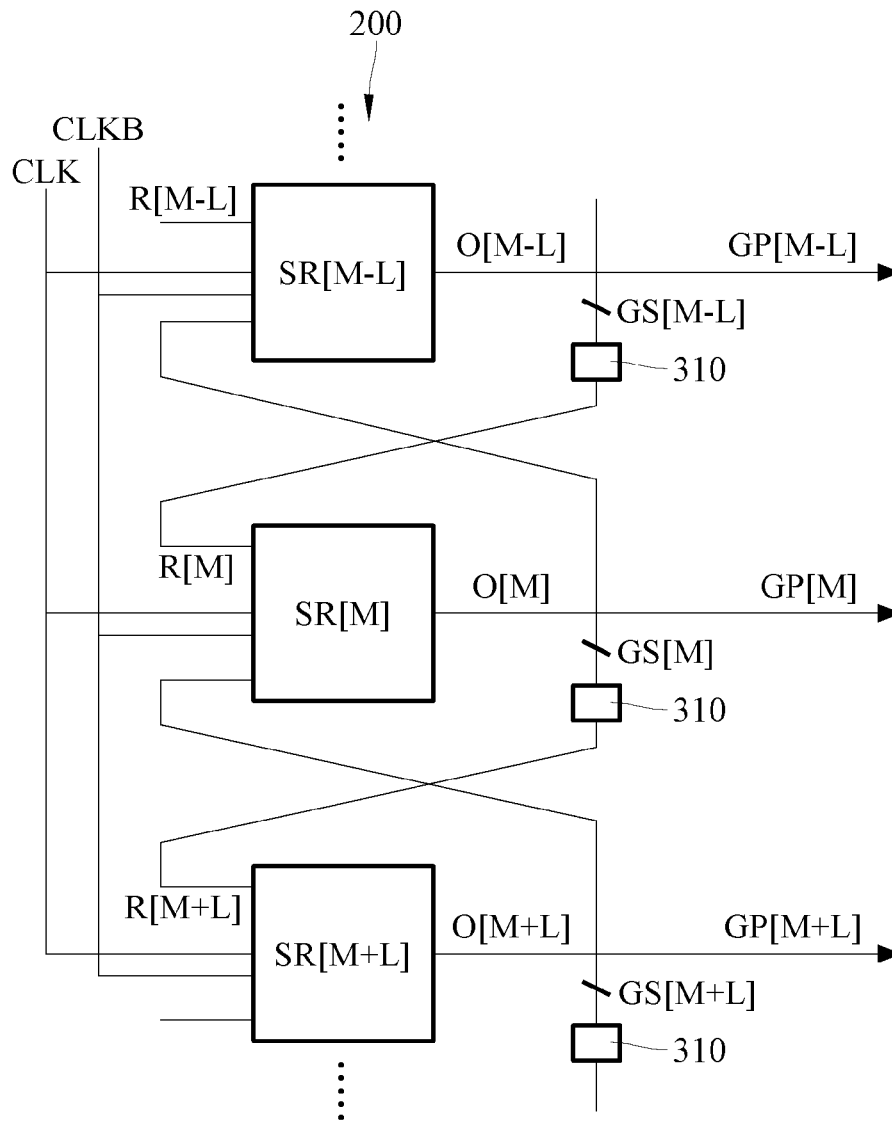 200
CLKB
CLK
R[M-L]
O[M-L]
GP[M-L]
SR[M-L]
GS[M-L]
310
R[M]
O[M]
GP[M]
SR[M]
GS[M]
310
R[M+L]
O[M+L]
GP[M+L]
SR[M+L]
GS[M+L]
310